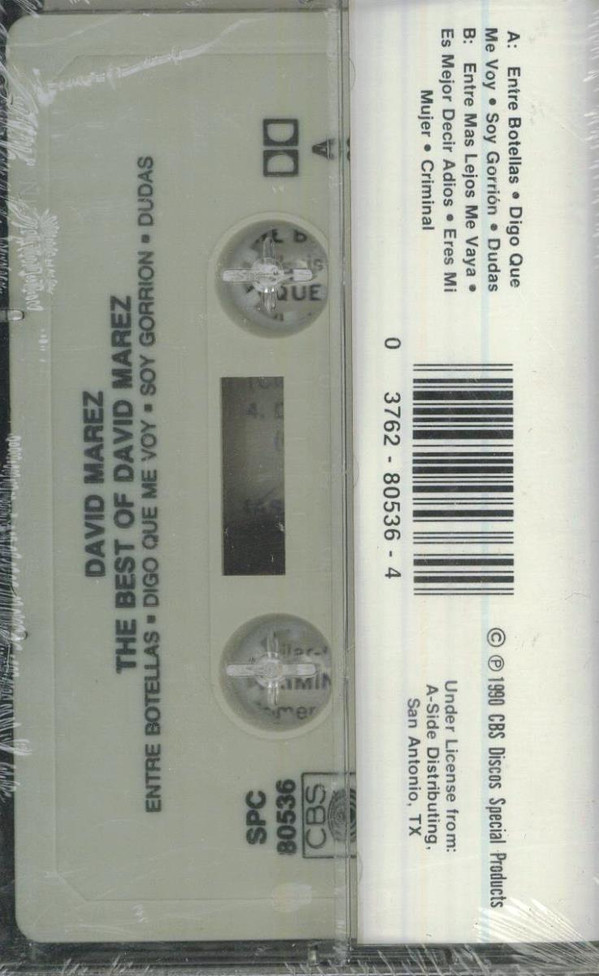 A: Entre Botellas • Digo Que
Me Voy • Soy Gorrión • Dudas
B: Entre Mas Lejos Me Vaya •
Es Mejor Decir Adios • Eres Mi
Mujer • Criminal
0 3762 - 80536 - 4
© ℗ 1990 CBS Discos Special Products
Under License from:
A-Side Distributing,
San Antonio, TX
A
SPC
80536
CBS
DAVID MAREZ
THE BEST OF DAVID MAREZ
ENTRE BOTELLAS ▪ DIGO QUE ME VOY ▪ SOY GORRION ▪ DUDAS
QUE